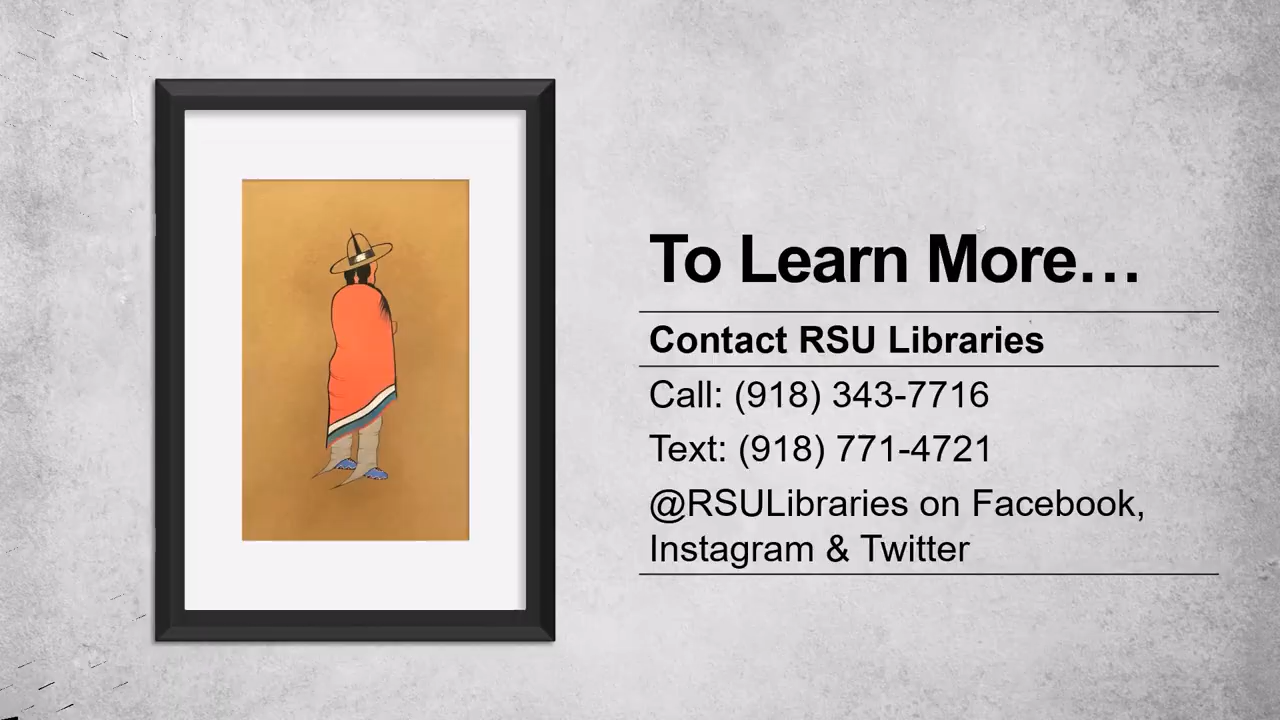 To Learn More…
Contact RSU Libraries
Call: (918) 343-7716
Text: (918) 771-4721
@RSULibraries on Facebook,
Instagram & Twitter